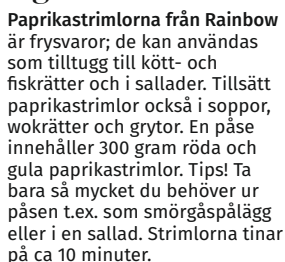 Paprikastrimlorna från Rainbow
är frysvaror; de kan användas
som tilltugg till kött- och
fiskrätter och i sallader. Tillsätt
paprikastrimlor också i soppor,
wokrätter och grytor. En påse
innehåller 300 gram röda och
gula paprikastrimlor. Tips! Ta
bara så mycket du behöver ur
påsen t.ex. som smörgåspålägg
eller i en sallad. Strimlorna tinar
på ca 10 minuter.